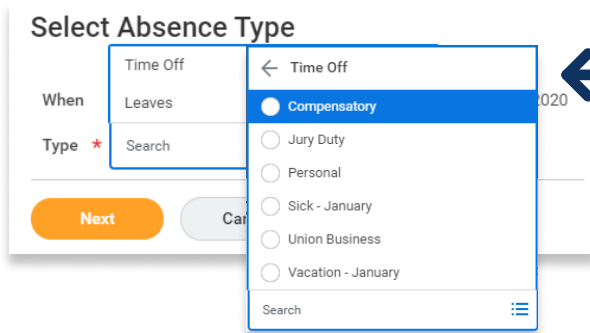 Select Absence Type
Time Off
When
Leaves
2020
Type *
Search
Next
Time Off
Compensatory
Jury Duty
Personal
Sick - January
Union Business
Vacation - January
Search